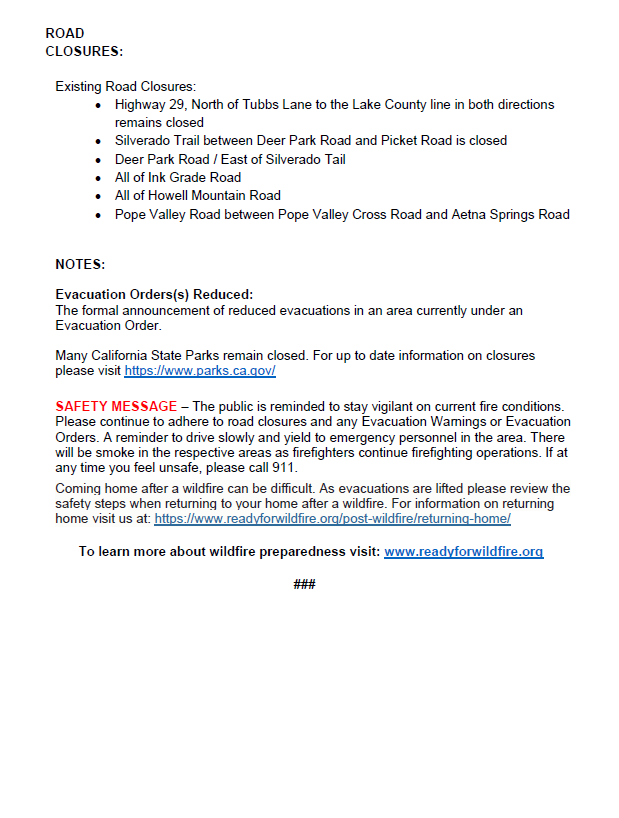 ROAD
CLOSURES:
Existing Road Closures:
• Highway 29, North of Tubbs Lane to the Lake County line in both directions
remains closed
• Silverado Trail between Deer Park Road and Picket Road is closed
• Deer Park Road / East of Silverado Tail
• All of Ink Grade Road
• All of Howell Mountain Road
• Pope Valley Road between Pope Valley Cross Road and Aetna Springs Road
NOTES:
Evacuation Orders(s) Reduced:
The formal announcement of reduced evacuations in an area currently under an
Evacuation Order.
Many California State Parks remain closed. For up to date information on closures
please visit https://www.parks.ca.gov/
SAFETY MESSAGE – The public is reminded to stay vigilant on current fire conditions.
Please continue to adhere to road closures and any Evacuation Warnings or Evacuation
Orders. A reminder to drive slowly and yield to emergency personnel in the area. There
will be smoke in the respective areas as firefighters continue firefighting operations. If at
any time you feel unsafe, please call 911.
Coming home after a wildfire can be difficult. As evacuations are lifted please review the
safety steps when returning to your home after a wildfire. For information on returning
home visit us at: https://www.readyforwildfire.org/post-wildfire/returning-home/
To learn more about wildfire preparedness visit: www.readyforwildfire.org
###